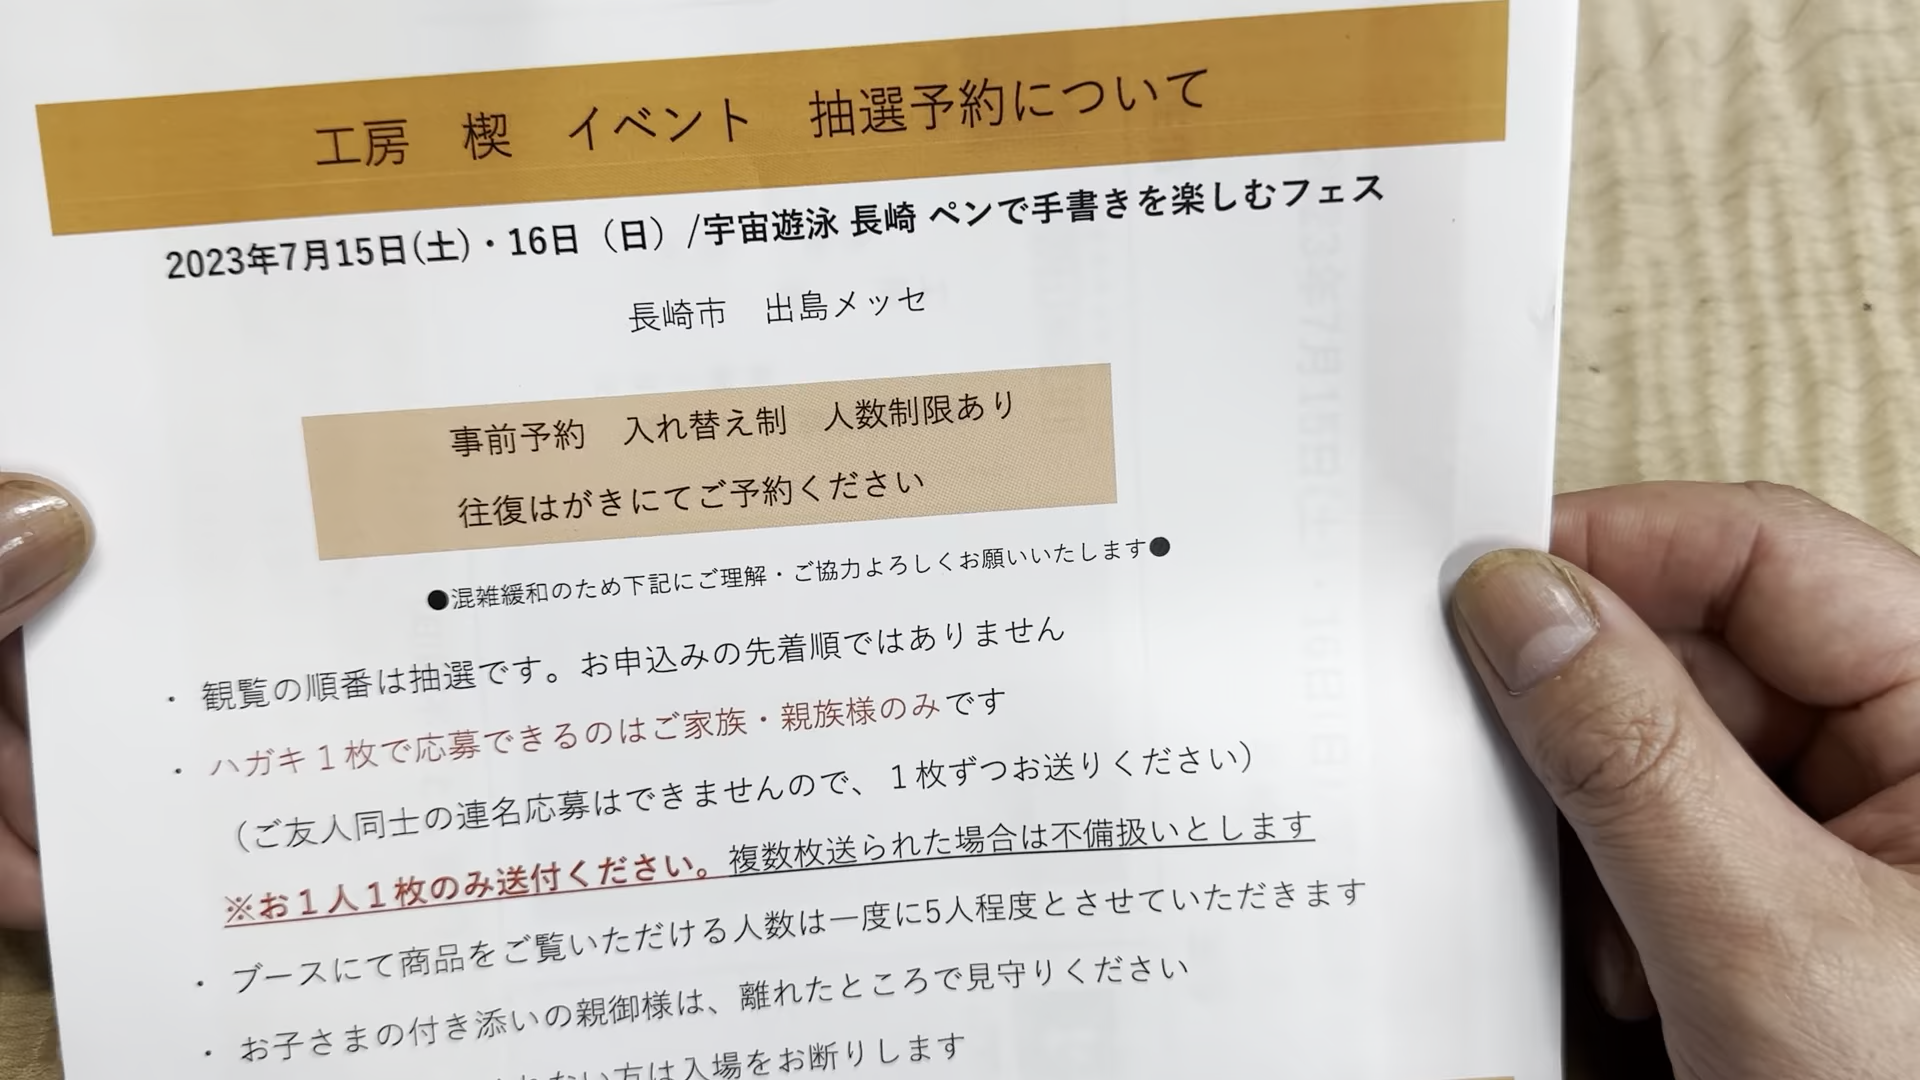 工房　楔　イベント　抽選予約について
2023年7月15日(土)・16日（日）/宇宙遊泳 長崎 ペンで手書きを楽しむフェス
長崎市　出島メッセ
事前予約　入れ替え制　人数制限あり
往復はがきにてご予約ください
●混雑緩和のため下記にご理解・ご協力よろしくお願いいたします●
・ 観覧の順番は抽選です。お申込みの先着順ではありません
・ ハガキ１枚で応募できるのはご家族・親族様のみです
（ご友人同士の連名応募はできませんので、１枚ずつお送りください）
※お１人１枚のみ送付ください。複数枚送られた場合は不備扱いとします
・ ブースにて商品をご覧いただける人数は一度に5人程度とさせていただきます
・ お子さまの付き添いの親御様は、離れたところで見守りください
ない方は入場をお断りします